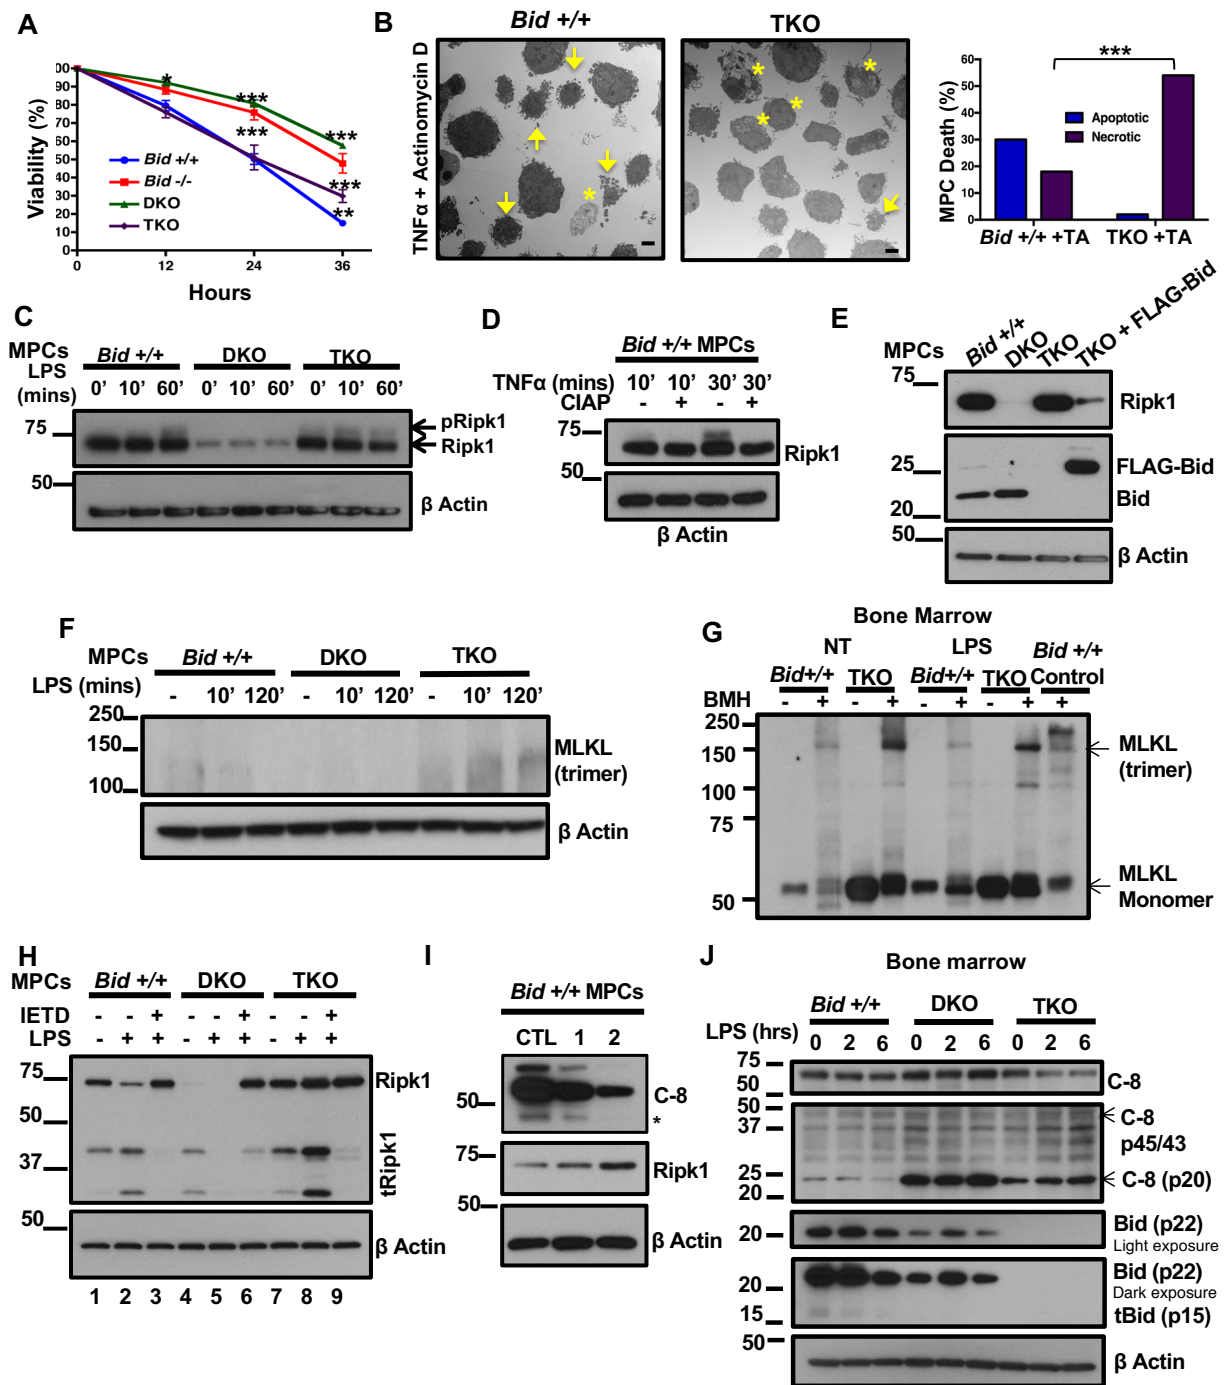 A
Viability (%)
00
90
80
70
60
50
40
30
20
10
0
*
***
***
***
***
**
Bid +/+
Bid -/-
DKO
TKO
0 12 24 36
Hours
B
Bid +/+ TKO
TNFα + Actinomycin D
* * * * * *
***
MPC Death (%)
60
50
40
30
20
10
0
Apoptotic
Necrotic
Bid +/+ +TA TKO +TA
C
MPCs Bid +/+ DKO TKO
LPS
(mins) 0' 10' 60' 0' 10' 60' 0' 10' 60'
75
50
pRipk1
Ripk1
β Actin
D
Bid +/+ MPCs
TNFα (mins) 10' 10' 30' 30'
CIAP - + - +
75
50
Ripk1
β Actin
E
MPCs Bid +/+ DKO TKO TKO + FLAG-Bid
75
Ripk1
25
FLAG-Bid
Bid
20
50
β Actin
F
MPCs Bid +/+ DKO TKO
LPS (mins) - 10' 120' - 10' 120' - 10' 120'
250
150
100
MLKL
(trimer)
β Actin
G
Bone Marrow
NT LPS Bid +/+
Bid+/+ TKO Bid+/+ TKO Control
BMH - + - + - + - + +
250
150
100
75
50
MLKL
(trimer)
MLKL
Monomer
H
MPCs Bid +/+ DKO TKO
IETD - - + - - + - - +
LPS - + + - + + - + +
75
50
37
50
Ripk1
tRipk1
β Actin
1 2 3 4 5 6 7 8 9
I
Bid +/+ MPCs
CTL 1 2
50
C-8
*
75
Ripk1
50
β Actin
J
Bone marrow
Bid +/+ DKO TKO
LPS (hrs) 0 2 6 0 2 6 0 2 6
75
50
C-8
50
37
C-8
p45/43
25
20
C-8 (p20)
20
Bid (p22)
Light exposure
20
15
Bid (p22)
Dark exposure
tBid (p15)
50
β Actin